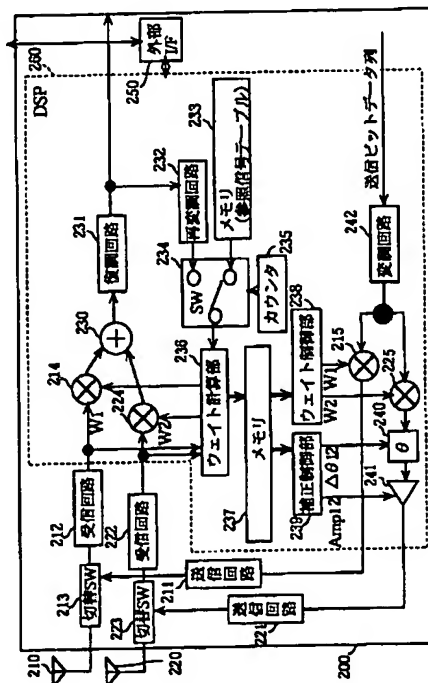 260
外部
I/F
250
DSP
233
メモリ
(参照信号テーブル)
232
再変調回路
234
SW
235
カウンタ
送信ビットデータ列
231
復調回路
242
変調回路
230
214
W1
224
W2
236
ウェイト計算部
237
メモリ
238
ウェイト制御部
W1
W2
215
225
239
補正制御部
Δθ12
Amp12
240
θ
241
212
受信回路
222
受信回路
213
切替SW
223
切替SW
211
送信回路
221
送信回路
210
220
200